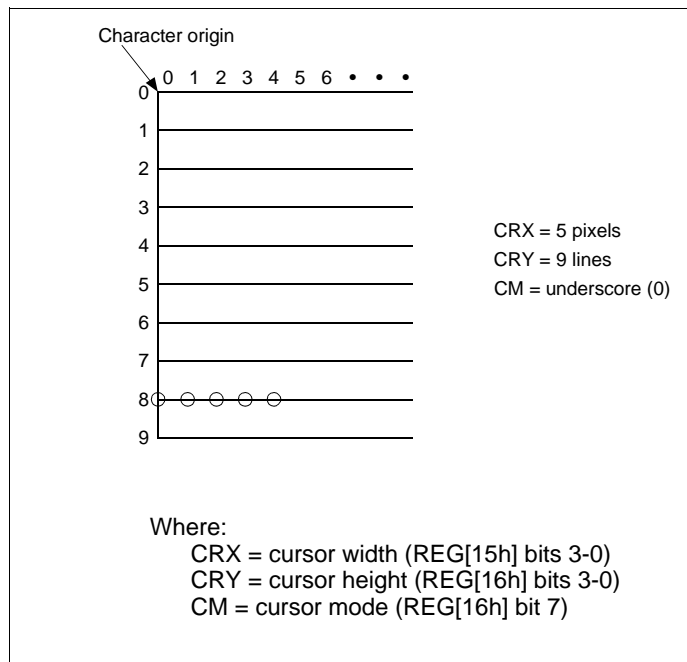 Character origin
0 1 2 3 4 5 6 • • •
0
1
2
3
4
5
6
7
8
9
CRX = 5 pixels
CRY = 9 lines
CM = underscore (0)
Where:
CRX = cursor width (REG[15h] bits 3-0)
CRY = cursor height (REG[16h] bits 3-0)
CM = cursor mode (REG[16h] bit 7)